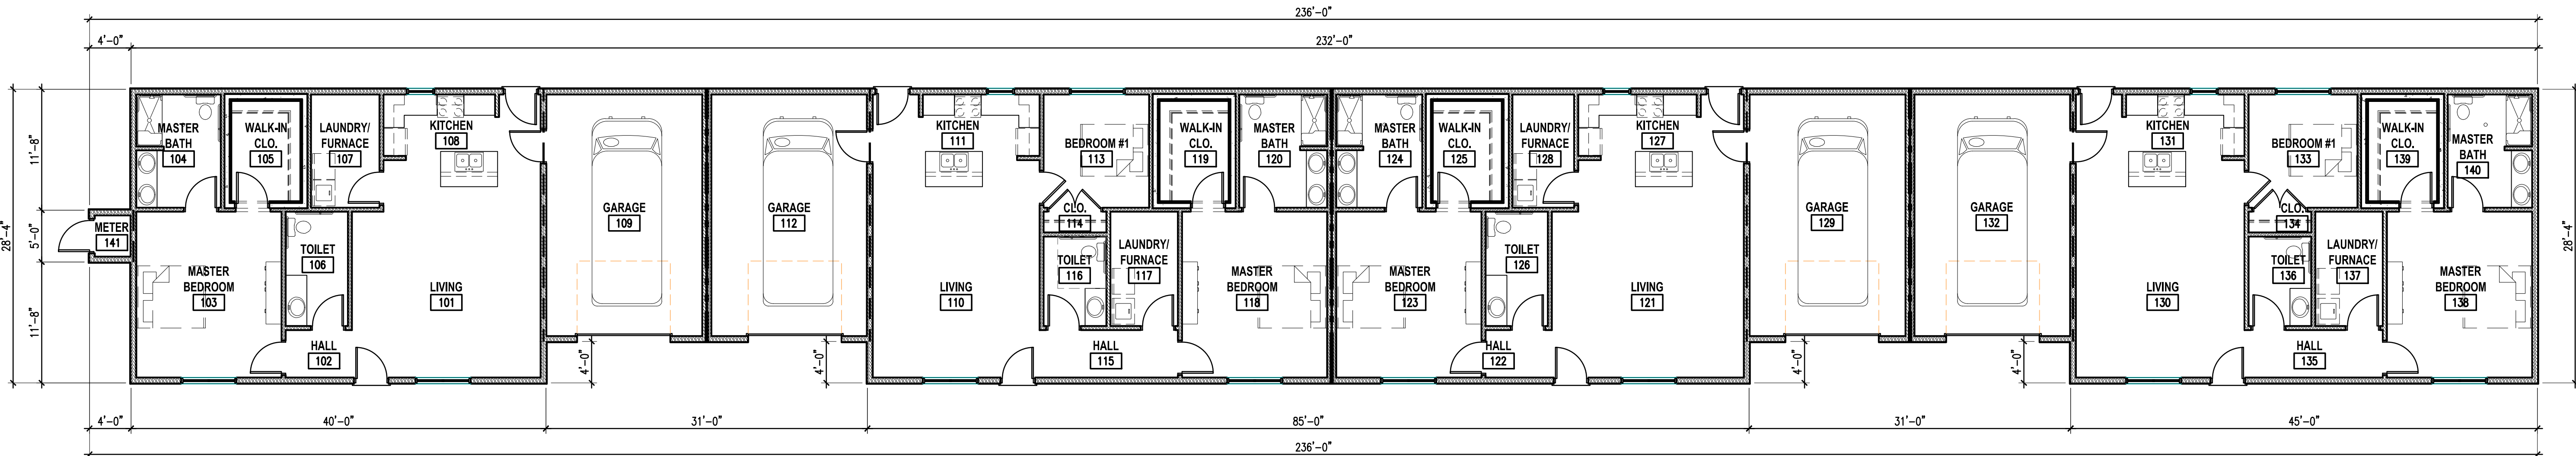 236'-0"
4'-0"
232'-0"
28'-4"
11'-8"
5'-0"
11'-8"
METER
141
MASTER
BATH
104
WALK-IN
CLO.
105
LAUNDRY/
FURNACE
107
KITCHEN
108
MASTER
BEDROOM
103
TOILET
106
LIVING
101
HALL
102
GARAGE
109
4'-0"
GARAGE
112
4'-0"
KITCHEN
111
LIVING
110
BEDROOM #1
113
CLO.
114
TOILET
116
LAUNDRY/
FURNACE
117
HALL
115
WALK-IN
CLO.
119
MASTER
BATH
120
MASTER
BEDROOM
118
MASTER
BATH
124
WALK-IN
CLO.
125
LAUNDRY/
FURNACE
128
KITCHEN
127
MASTER
BEDROOM
123
TOILET
126
LIVING
121
HALL
122
GARAGE
129
4'-0"
GARAGE
132
4'-0"
KITCHEN
131
LIVING
130
BEDROOM #1
133
CLO.
134
TOILET
136
LAUNDRY/
FURNACE
137
HALL
135
WALK-IN
CLO.
139
MASTER
BATH
140
MASTER
BEDROOM
138
28'-4"
4'-0"
40'-0"
31'-0"
85'-0"
31'-0"
45'-0"
236'-0"